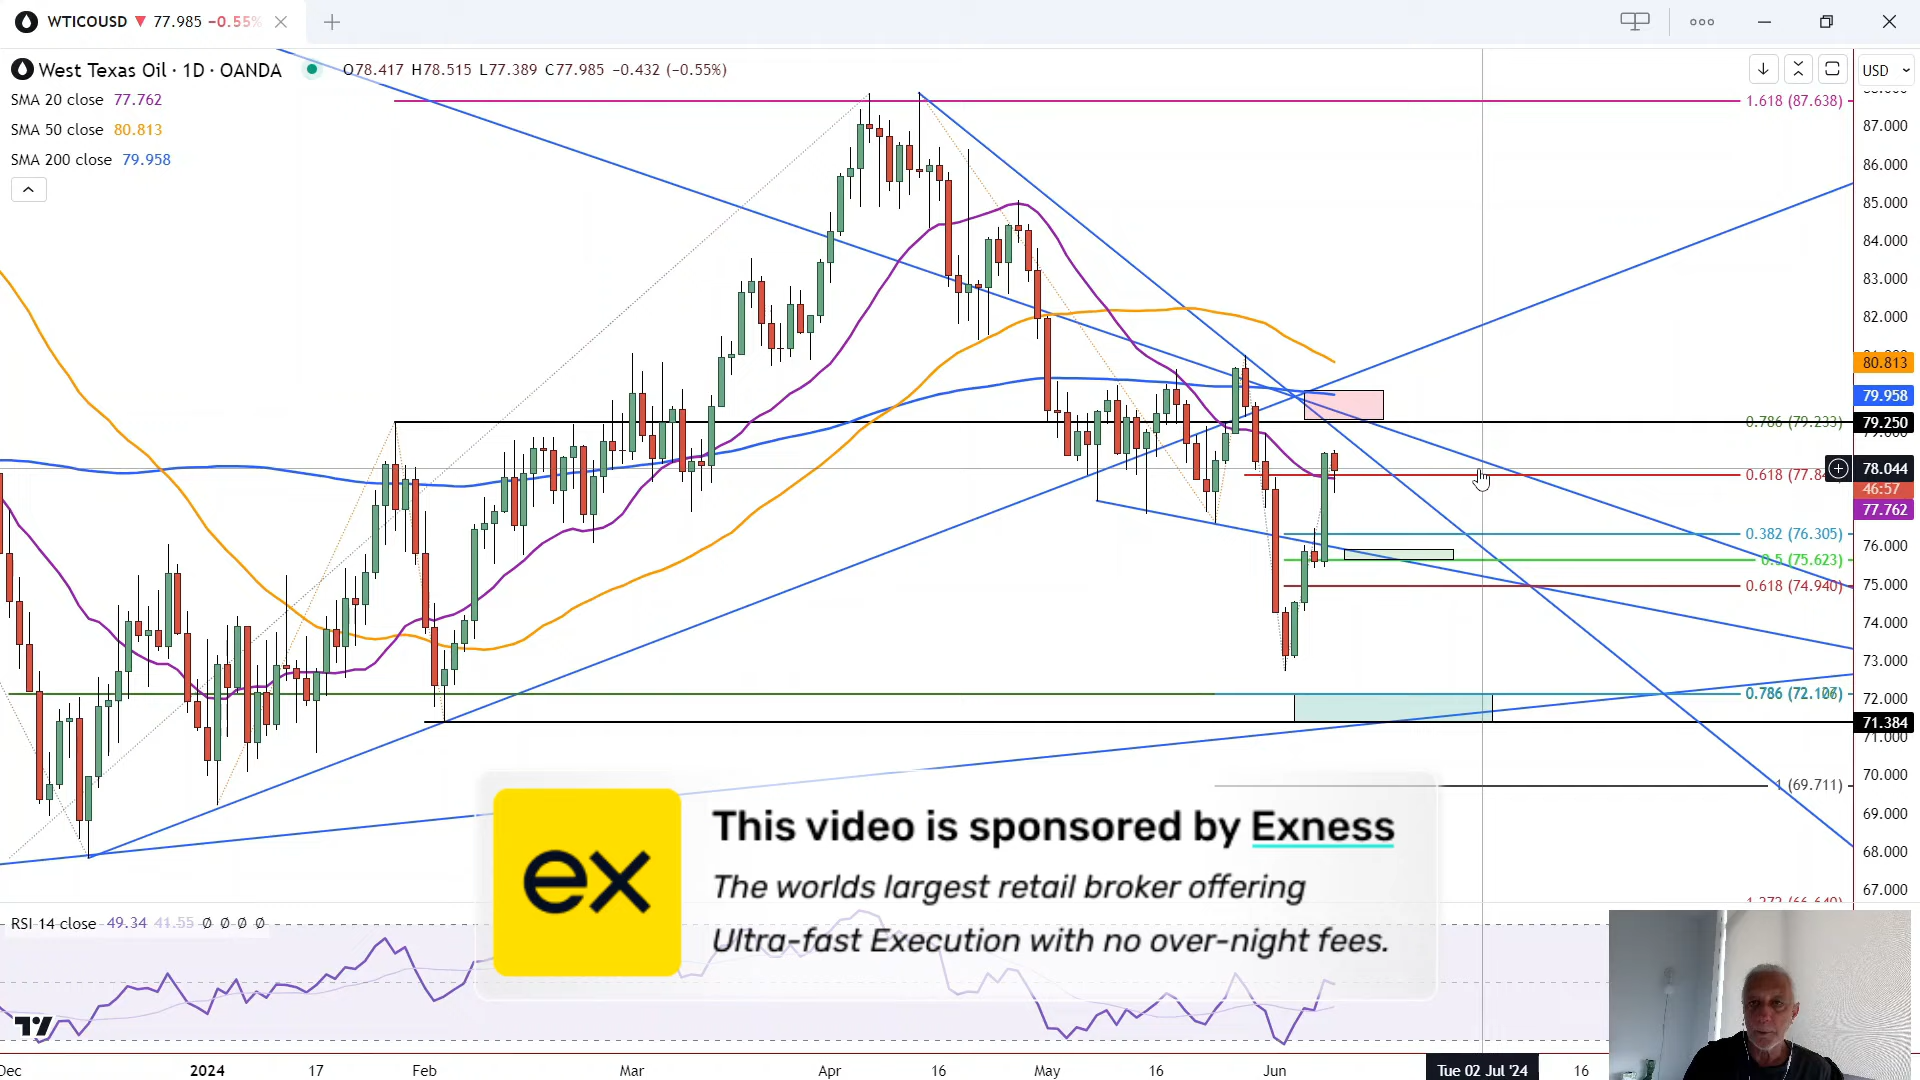 WTICOUSD ▼ 77.985 −0.55%
West Texas Oil · 1D · OANDA O78.417 H78.515 L77.389 C77.985 −0.432 (−0.55%)
USD
SMA 20 close 77.762
SMA 50 close 80.813
SMA 200 close 79.958
1.618 (87.638)
87.000
86.000
85.000
84.000
83.000
82.000
80.813
79.958
0.786 (79.233)
79.250
78.044
0.618
46:57
77.762
0.382 (76.305)
76.000
0.5 (75.623)
0.618 (74.940)
75.000
74.000
73.000
72.000
71.384
71.000
1 (69.711)
70.000
69.000
68.000
67.000
This video is sponsored by Exness
ex
The worlds largest retail broker offering
Ultra-fast Execution with no over-night fees.
RSI 14 close 49.34 41.55 Ø Ø Ø Ø
Dec 2024 17 Feb Mar Apr 16 May 16 Jun Tue 02 Jul '24 16